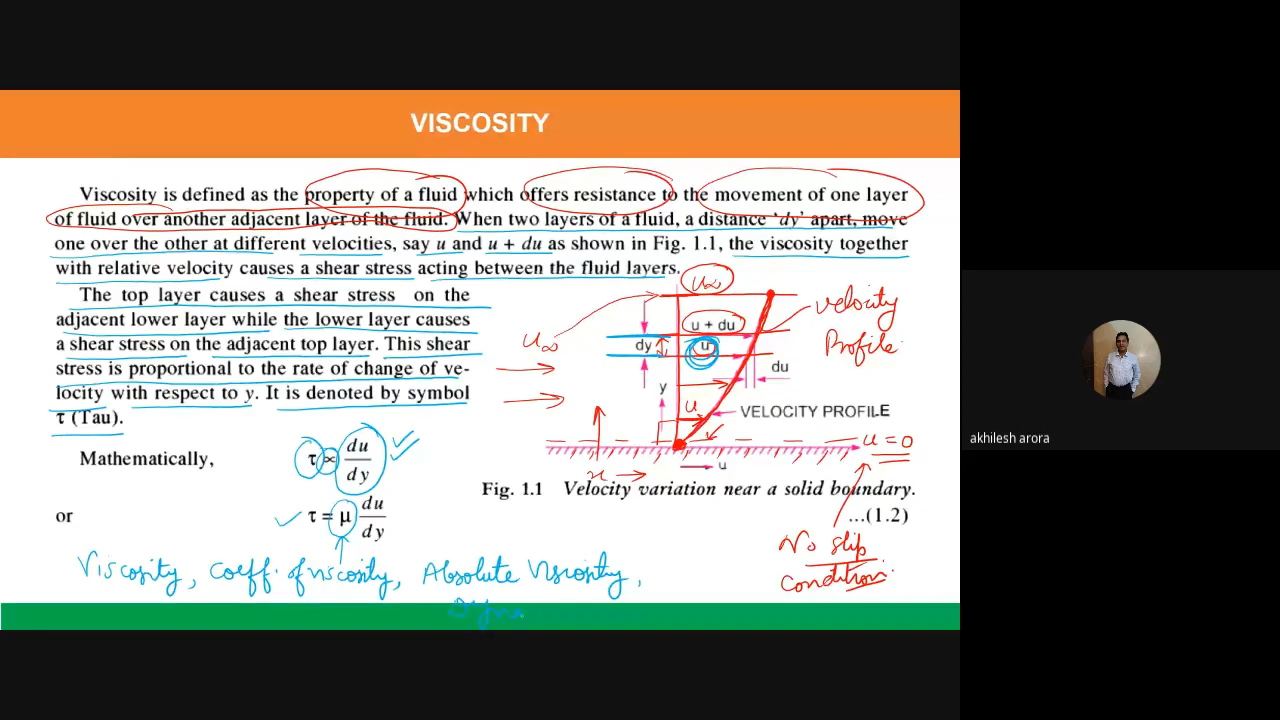 VISCOSITY
Viscosity is defined as the property of a fluid which offers resistance to the movement of one layer
of fluid over another adjacent layer of the fluid. When two layers of a fluid, a distance ‘dy’ apart, move
one over the other at different velocities, say u and u + du as shown in Fig. 1.1, the viscosity together
with relative velocity causes a shear stress acting between the fluid layers.
The top layer causes a shear stress on the
adjacent lower layer while the lower layer causes
a shear stress on the adjacent top layer. This shear
stress is proportional to the rate of change of ve-
locity with respect to y. It is denoted by symbol
τ (Tau).
Mathematically, τ ∝ du/dy
or τ = μ du/dy ...(1.2)
u∞
u∞
u + du
dy
u
du
y
u
velocity
Profile
VELOCITY PROFILE
u = 0
x
u
Fig. 1.1 Velocity variation near a solid boundary.
No slip
Condition
Viscosity, Coeff. of viscosity, Absolute Viscosity,
Dyna
akhilesh arora